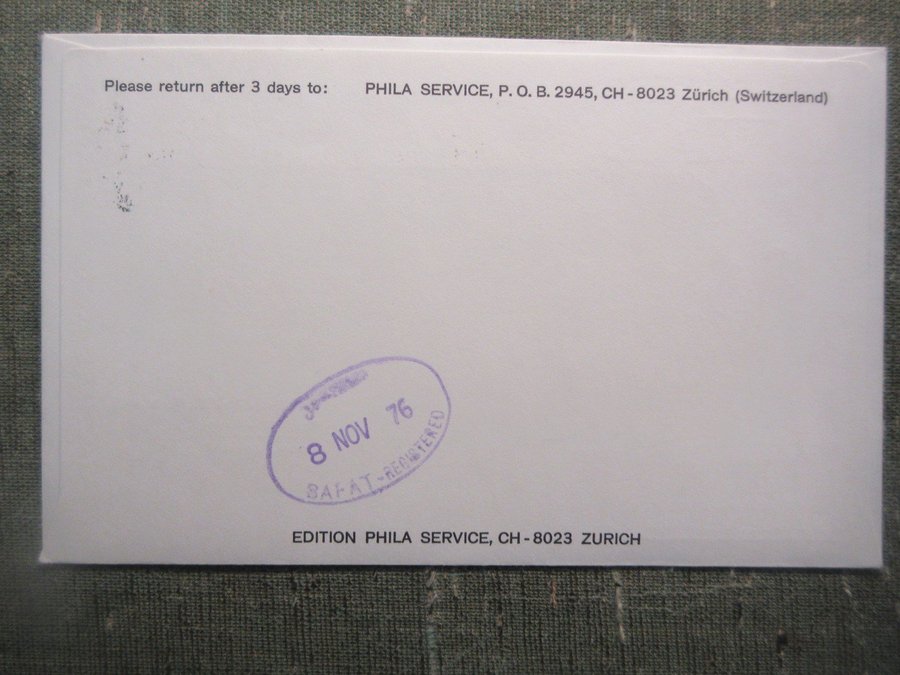 Please return after 3 days to: PHILA SERVICE, P. O. B. 2945, CH - 8023 Zürich (Switzerland)
8 NOV 76
SAFAT - REGISTERED
EDITION PHILA SERVICE, CH - 8023 ZURICH